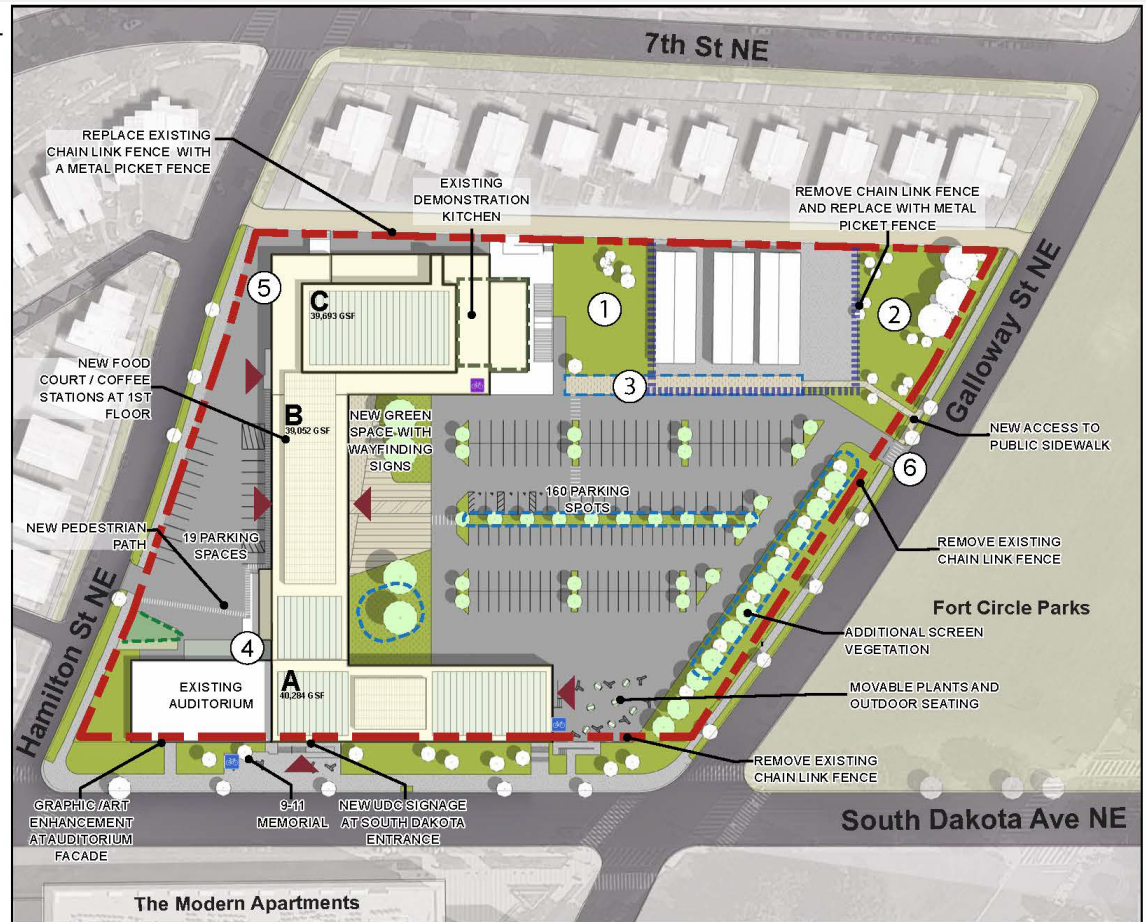 7th St NE
REPLACE EXISTING
CHAIN LINK FENCE WITH
A METAL PICKET FENCE
EXISTING
DEMONSTRATION
KITCHEN
REMOVE CHAIN LINK FENCE
AND REPLACE WITH METAL
PICKET FENCE
5
C
39,693 GSF
1
2
Galloway St NE
NEW FOOD
COURT / COFFEE
STATIONS AT 1ST
FLOOR
3
B
39,052 GSF
NEW GREEN
SPACE WITH
WAYFINDING
SIGNS
NEW ACCESS TO
PUBLIC SIDEWALK
6
160 PARKING
SPOTS
NEW PEDESTRIAN
PATH
19 PARKING
SPACES
REMOVE EXISTING
CHAIN LINK FENCE
Fort Circle Parks
Hamilton St NE
4
ADDITIONAL SCREEN
VEGETATION
EXISTING
AUDITORIUM
A
40,284 GSF
MOVABLE PLANTS AND
OUTDOOR SEATING
REMOVE EXISTING
CHAIN LINK FENCE
GRAPHIC /ART
ENHANCEMENT
AT AUDITORIUM
FACADE
9-11
MEMORIAL
NEW UDC SIGNAGE
AT SOUTH DAKOTA
ENTRANCE
South Dakota Ave NE
The Modern Apartments